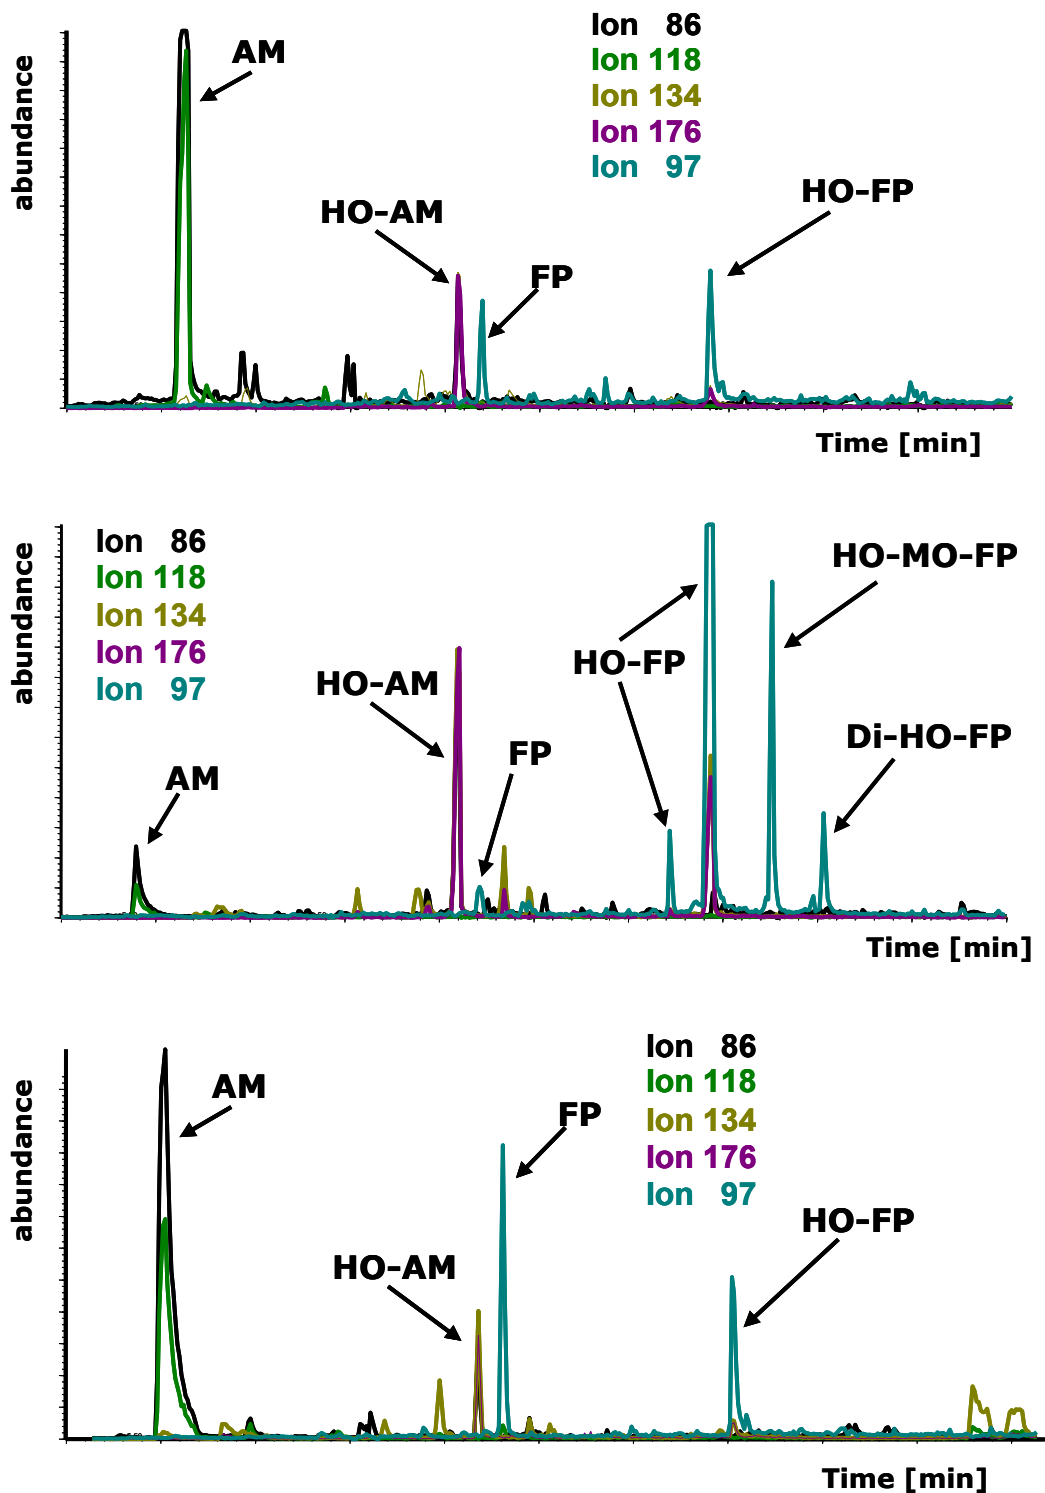 Ion 86
AM
Ion 118
Ion 134
Ion 176
Ion 97
abundance
HO-AM
HO-FP
FP
Time [min]
Ion 86
Ion 118
Ion 134
Ion 176
Ion 97
abundance
HO-MO-FP
HO-FP
HO-AM
Di-HO-FP
FP
AM
Time [min]
Ion 86
Ion 118
Ion 134
Ion 176
Ion 97
abundance
AM
FP
HO-FP
HO-AM
Time [min]